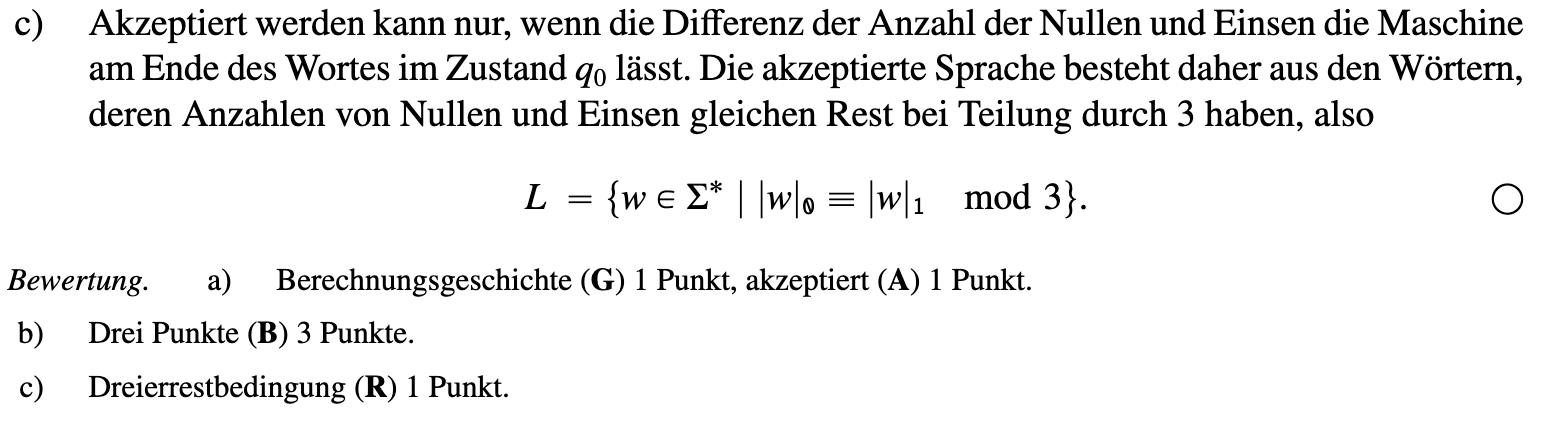 c) Akzeptiert werden kann nur, wenn die Differenz der Anzahl der Nullen und Einsen die Maschine
am Ende des Wortes im Zustand q₀ lässt. Die akzeptierte Sprache besteht daher aus den Wörtern,
deren Anzahlen von Nullen und Einsen gleichen Rest bei Teilung durch 3 haben, also
L = {w ∈ Σ* | |w|₀ ≡ |w|₁ mod 3}. ○
Bewertung. a) Berechnungsgeschichte (G) 1 Punkt, akzeptiert (A) 1 Punkt.
b) Drei Punkte (B) 3 Punkte.
c) Dreierrestbedingung (R) 1 Punkt.